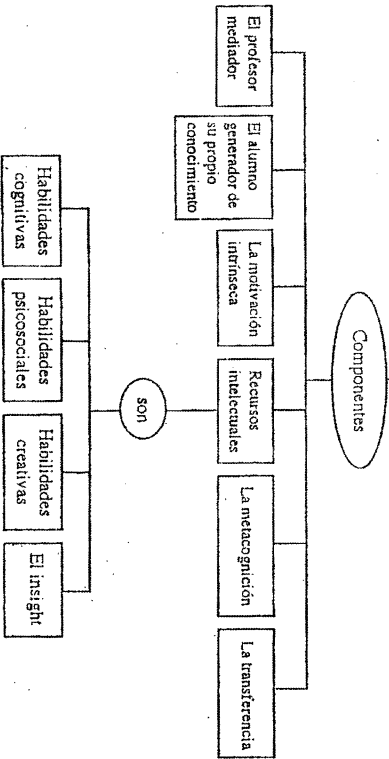 Componentes
El profesor
mediador
El alumno
generador de
su propio
conocimiento
La motivación
intrínseca
Recursos
intelectuales
La metacognición
La transferencia
son
Habilidades
cognitivas
Habilidades
psicosociales
Habilidades
creativas
El insight